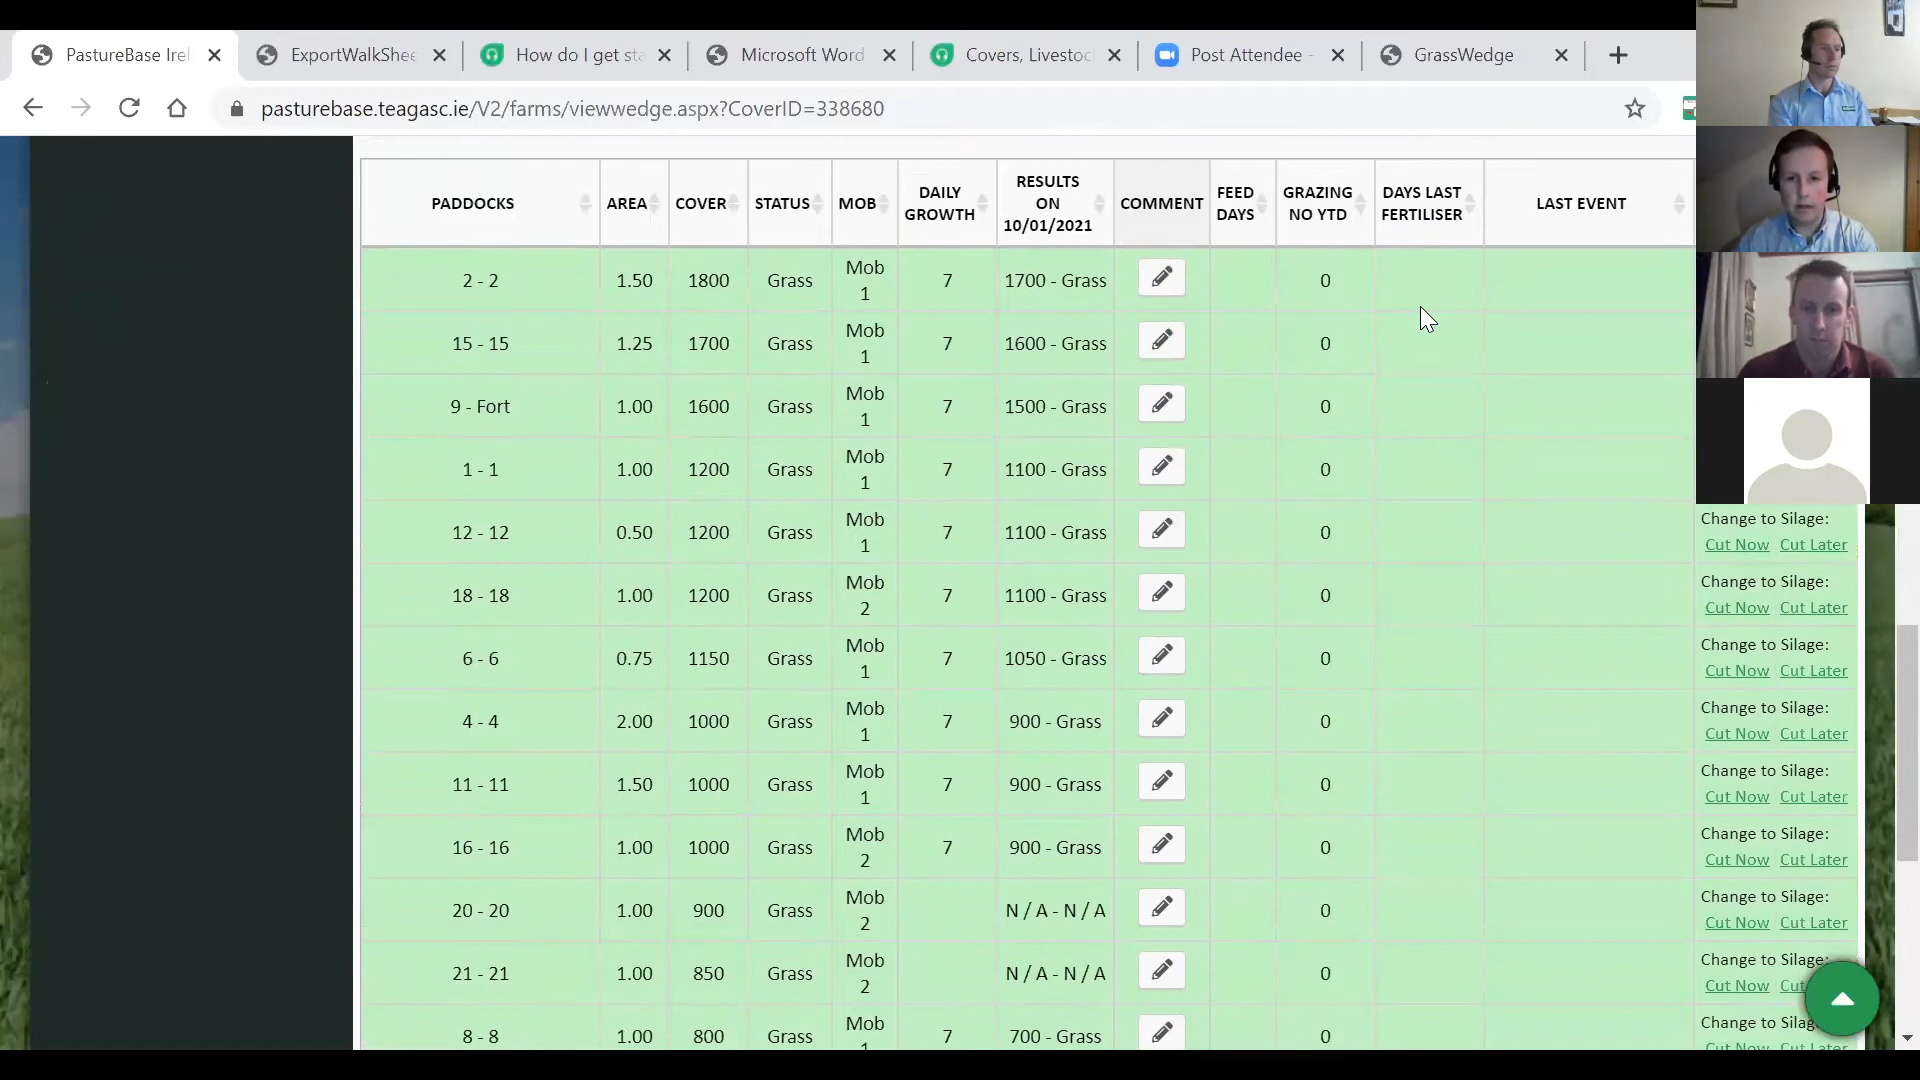 PastureBase Irel
ExportWalkShee
How do I get sta
Microsoft Word
Covers, Livestoc
Post Attendee -
GrassWedge
pasturebase.teagasc.ie/V2/farms/viewwedge.aspx?CoverID=338680
PADDOCKS AREA COVER STATUS MOB DAILY GROWTH RESULTS ON 10/01/2021 COMMENT FEED DAYS GRAZING NO YTD DAYS LAST FERTILISER LAST EVENT
2 - 2 1.50 1800 Grass Mob 1 7 1700 - Grass 0
15 - 15 1.25 1700 Grass Mob 1 7 1600 - Grass 0
9 - Fort 1.00 1600 Grass Mob 1 7 1500 - Grass 0
1 - 1 1.00 1200 Grass Mob 1 7 1100 - Grass 0
12 - 12 0.50 1200 Grass Mob 1 7 1100 - Grass 0 Change to Silage: Cut Now Cut Later
18 - 18 1.00 1200 Grass Mob 2 7 1100 - Grass 0 Change to Silage: Cut Now Cut Later
6 - 6 0.75 1150 Grass Mob 1 7 1050 - Grass 0 Change to Silage: Cut Now Cut Later
4 - 4 2.00 1000 Grass Mob 1 7 900 - Grass 0 Change to Silage: Cut Now Cut Later
11 - 11 1.50 1000 Grass Mob 1 7 900 - Grass 0 Change to Silage: Cut Now Cut Later
16 - 16 1.00 1000 Grass Mob 2 7 900 - Grass 0 Change to Silage: Cut Now Cut Later
20 - 20 1.00 900 Grass Mob 2 N / A - N / A 0 Change to Silage: Cut Now Cut Later
21 - 21 1.00 850 Grass Mob 2 N / A - N / A 0 Change to Silage: Cut Now Cut
8 - 8 1.00 800 Grass Mob 1 7 700 - Grass 0 Change to Silage: Cut Now Cut Later